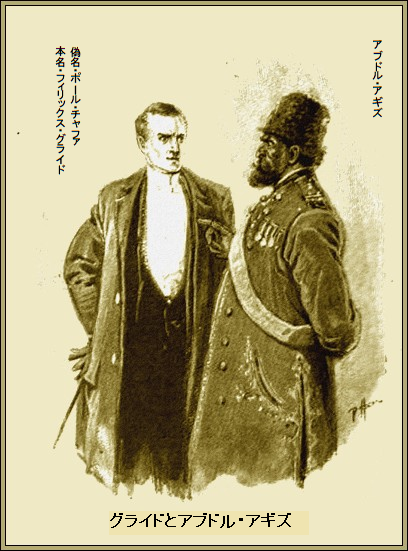 アブドル・アギズ
偽名・ポール・チャファ
本名・フィリックス・グライド
グライドとアブドル・アギズ